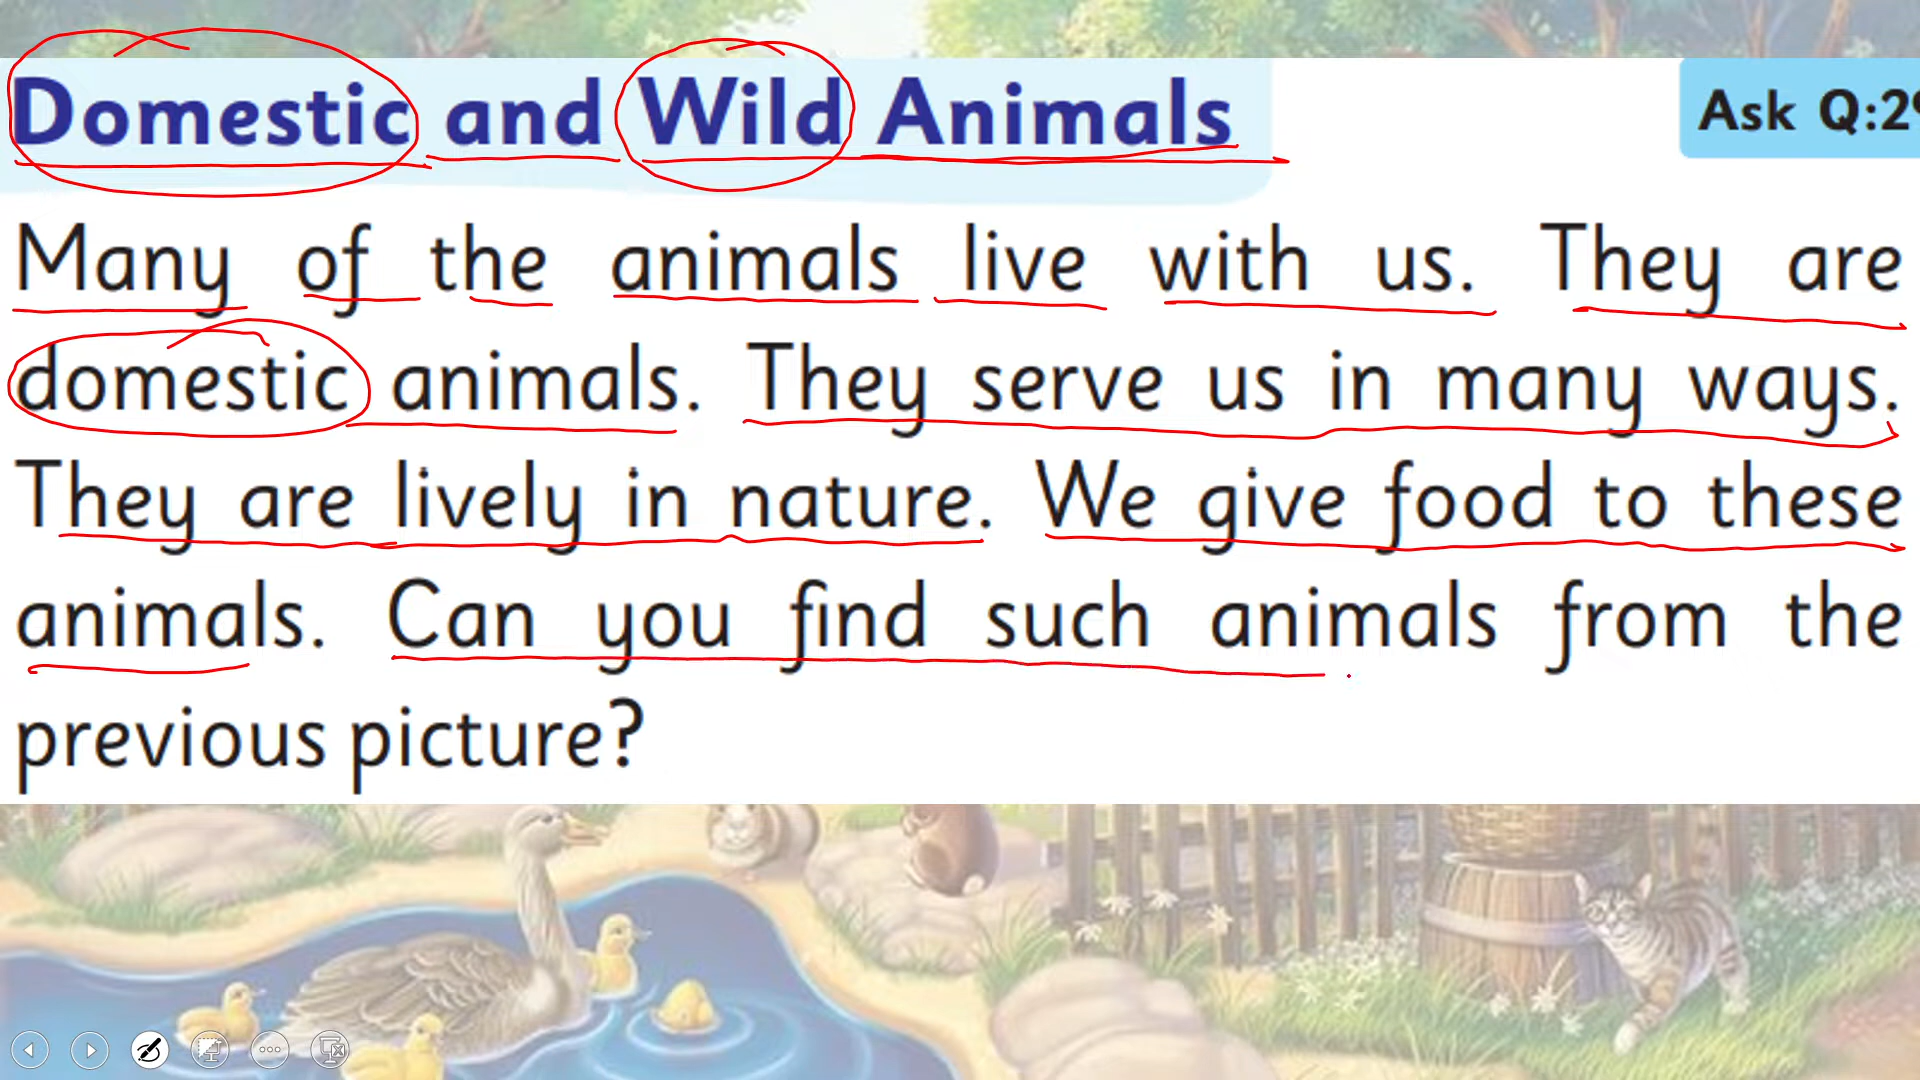 Domestic and Wild Animals
Ask Q:29
Many of the animals live with us. They are
domestic animals. They serve us in many ways.
They are lively in nature. We give food to these
animals. Can you find such animals from the
previous picture?